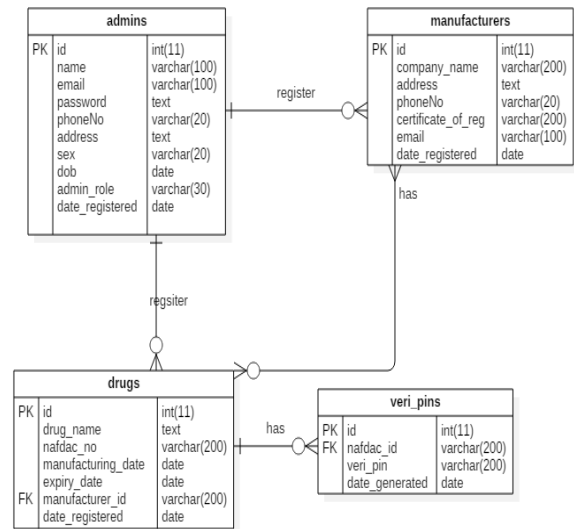 admins
PK id int(11)
name varchar(100)
email varchar(100)
password text
phoneNo varchar(20)
address text
sex varchar(20)
dob date
admin_role varchar(30)
date_registered date
register
manufacturers
PK id int(11)
company_name varchar(200)
address text
phoneNo varchar(20)
certificate_of_reg varchar(200)
email varchar(100)
date_registered date
has
regsiter
drugs
PK id int(11)
drug_name text
nafdac_no varchar(200)
manufacturing_date date
expiry_date date
FK manufacturer_id varchar(200)
date_registered date
has
veri_pins
PK id int(11)
FK nafdac_id varchar(200)
veri_pin varchar(200)
date_generated date